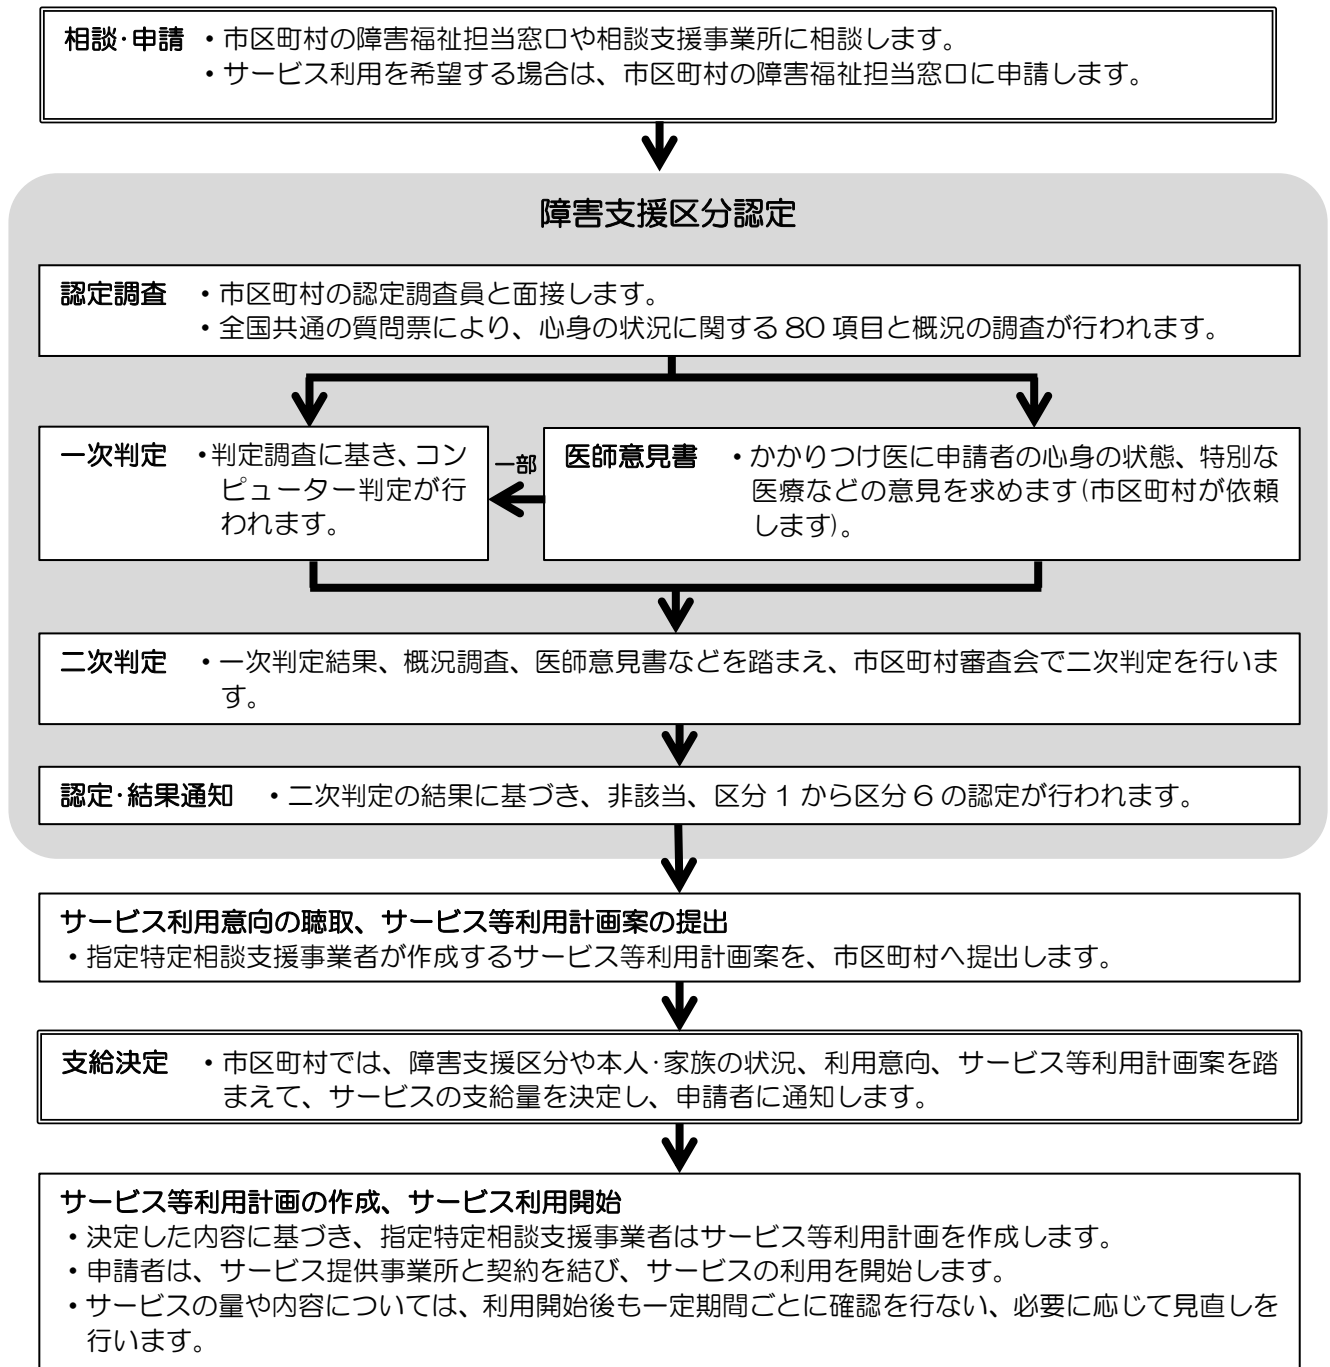 相談・申請 ・市区町村の障害福祉担当窓口や相談支援事業所に相談します。
・サービス利用を希望する場合は、市区町村の障害福祉担当窓口に申請します。
障害支援区分認定
認定調査 ・市区町村の認定調査員と面接します。
・全国共通の質問票により、心身の状況に関する 80 項目と概況の調査が行われます。
一次判定 ・判定調査に基き、コン
ピューター判定が行
われます。
一部
医師意見書 ・かかりつけ医に申請者の心身の状態、特別な
医療などの意見を求めます(市区町村が依頼
します)。
二次判定 ・一次判定結果、概況調査、医師意見書などを踏まえ、市区町村審査会で二次判定を行いま
す。
認定・結果通知 ・二次判定の結果に基づき、非該当、区分 1 から区分 6 の認定が行われます。
サービス利用意向の聴取、サービス等利用計画案の提出
・指定特定相談支援事業者が作成するサービス等利用計画案を、市区町村へ提出します。
支給決定 ・市区町村では、障害支援区分や本人・家族の状況、利用意向、サービス等利用計画案を踏
まえて、サービスの支給量を決定し、申請者に通知します。
サービス等利用計画の作成、サービス利用開始
・決定した内容に基づき、指定特定相談支援事業者はサービス等利用計画を作成します。
・申請者は、サービス提供事業所と契約を結び、サービスの利用を開始します。
・サービスの量や内容については、利用開始後も一定期間ごとに確認を行ない、必要に応じて見直しを
行います。